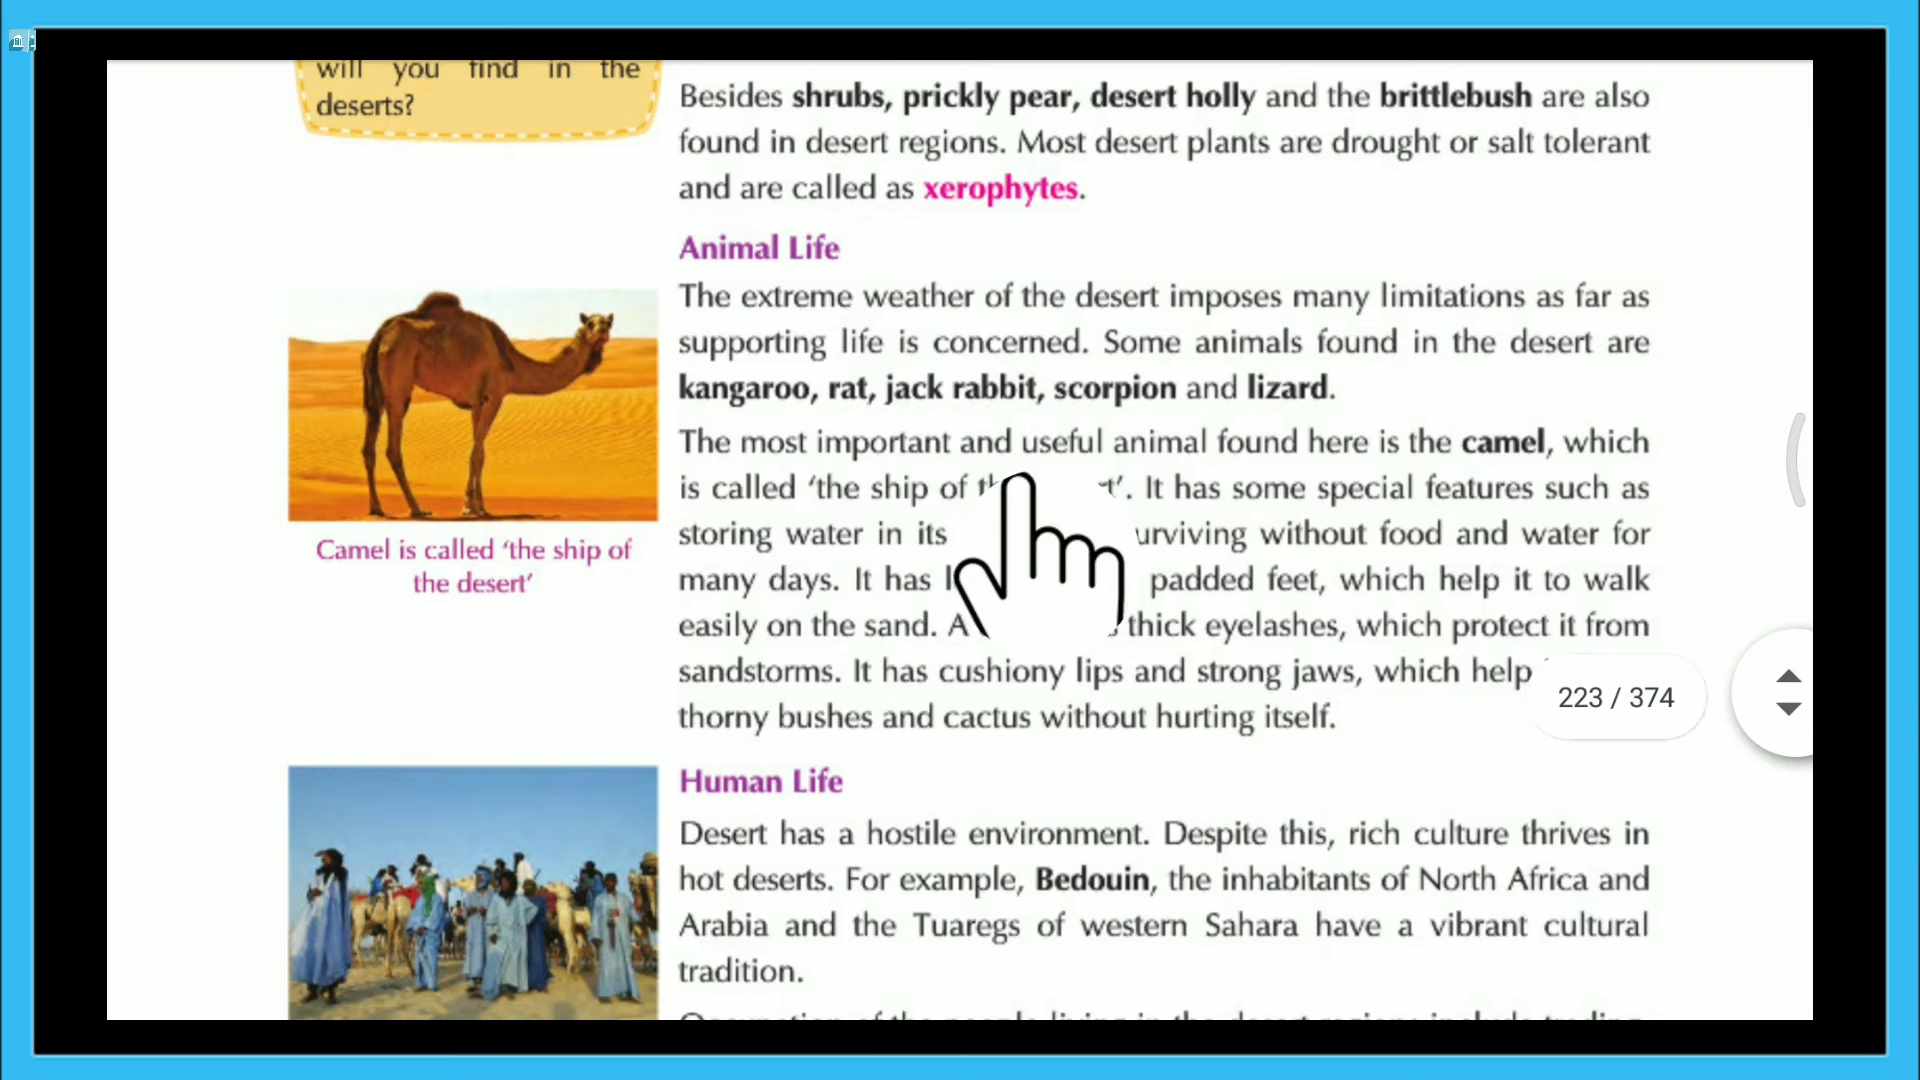 will you find in the
deserts?
Besides shrubs, prickly pear, desert holly and the brittlebush are also
found in desert regions. Most desert plants are drought or salt tolerant
and are called as xerophytes.
Animal Life
The extreme weather of the desert imposes many limitations as far as
supporting life is concerned. Some animals found in the desert are
kangaroo, rat, jack rabbit, scorpion and lizard.
The most important and useful animal found here is the camel, which
is called ‘the ship of t’. It has some special features such as
storing water in its urviving without food and water for
many days. It has padded feet, which help it to walk
easily on the sand. A thick eyelashes, which protect it from
sandstorms. It has cushiony lips and strong jaws, which help
thorny bushes and cactus without hurting itself.
Camel is called ‘the ship of
the desert’
223 / 374
Human Life
Desert has a hostile environment. Despite this, rich culture thrives in
hot deserts. For example, Bedouin, the inhabitants of North Africa and
Arabia and the Tuaregs of western Sahara have a vibrant cultural
tradition.